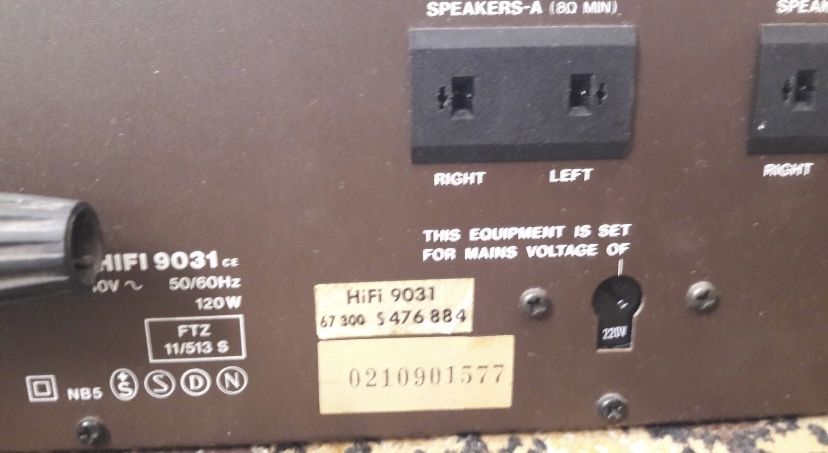 SPEAKERS-A (8Ω MIN)
RIGHT
LEFT
RIGHT
THIS EQUIPMENT IS SET
FOR MAINS VOLTAGE OF
220V
HIFI 9031 CE
0V ~ 50/60Hz
120W
FTZ
11/513 S
NB5 S S D N
HiFi 9031
67 300 S 476 884
0210901577